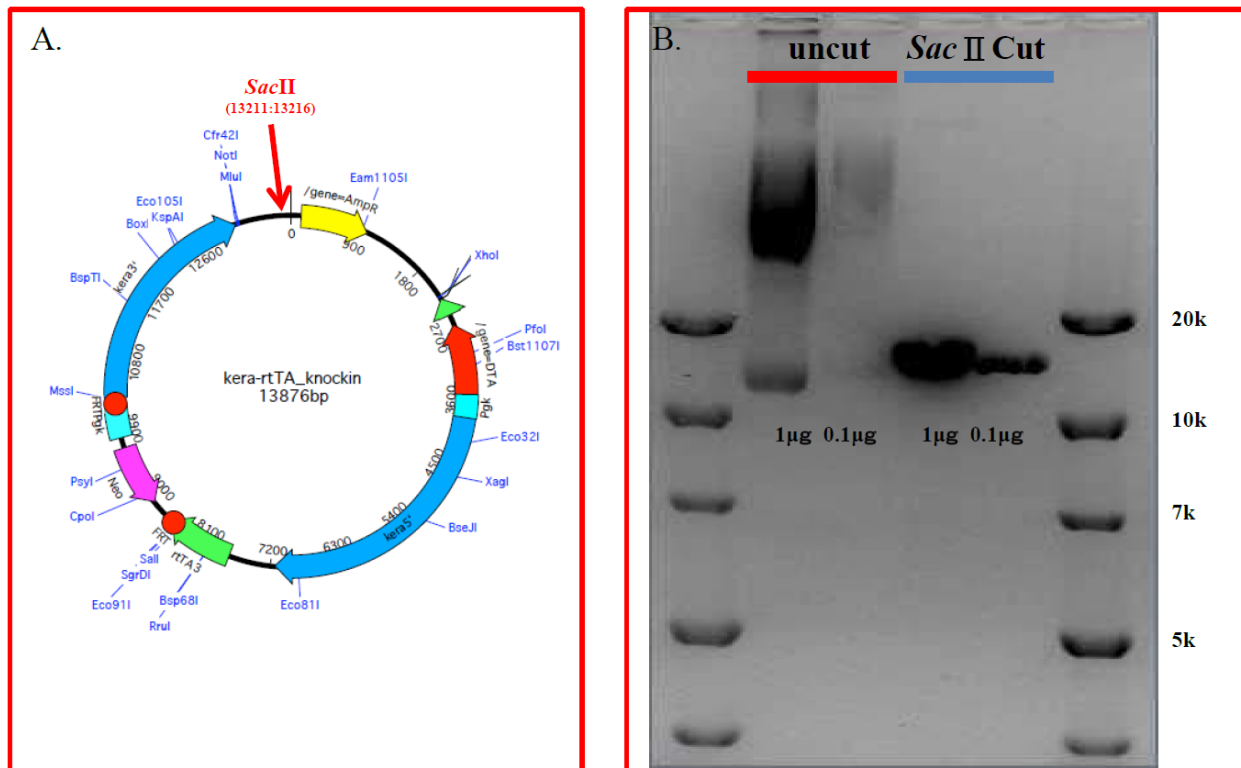 A.
SacII
(13211:13216)
Cfr42I
NotI
MluI
Eco105I
KspAI
BoxI
BspTI
MssI
PsyI
CpoI
SalI
SgrDI
Eco91I
Bsp68I
RruI
Eco81I
BseJI
XagI
Eco32I
Bst1107I
PfoI
XhoI
Eam1105I
/gene=AmpR
/gene=DTA
Pgk
kera5'
rtTA3
FRT
Neo
FRTPgk
kera3'
0
900
1800
2700
3600
4500
5400
6300
7200
8100
9000
9900
10800
11700
12600
kera-rtTA_knockin
13876bp
B.
uncut
Sac Ⅱ Cut
20k
10k
1μg 0.1μg 1μg 0.1μg
7k
5k